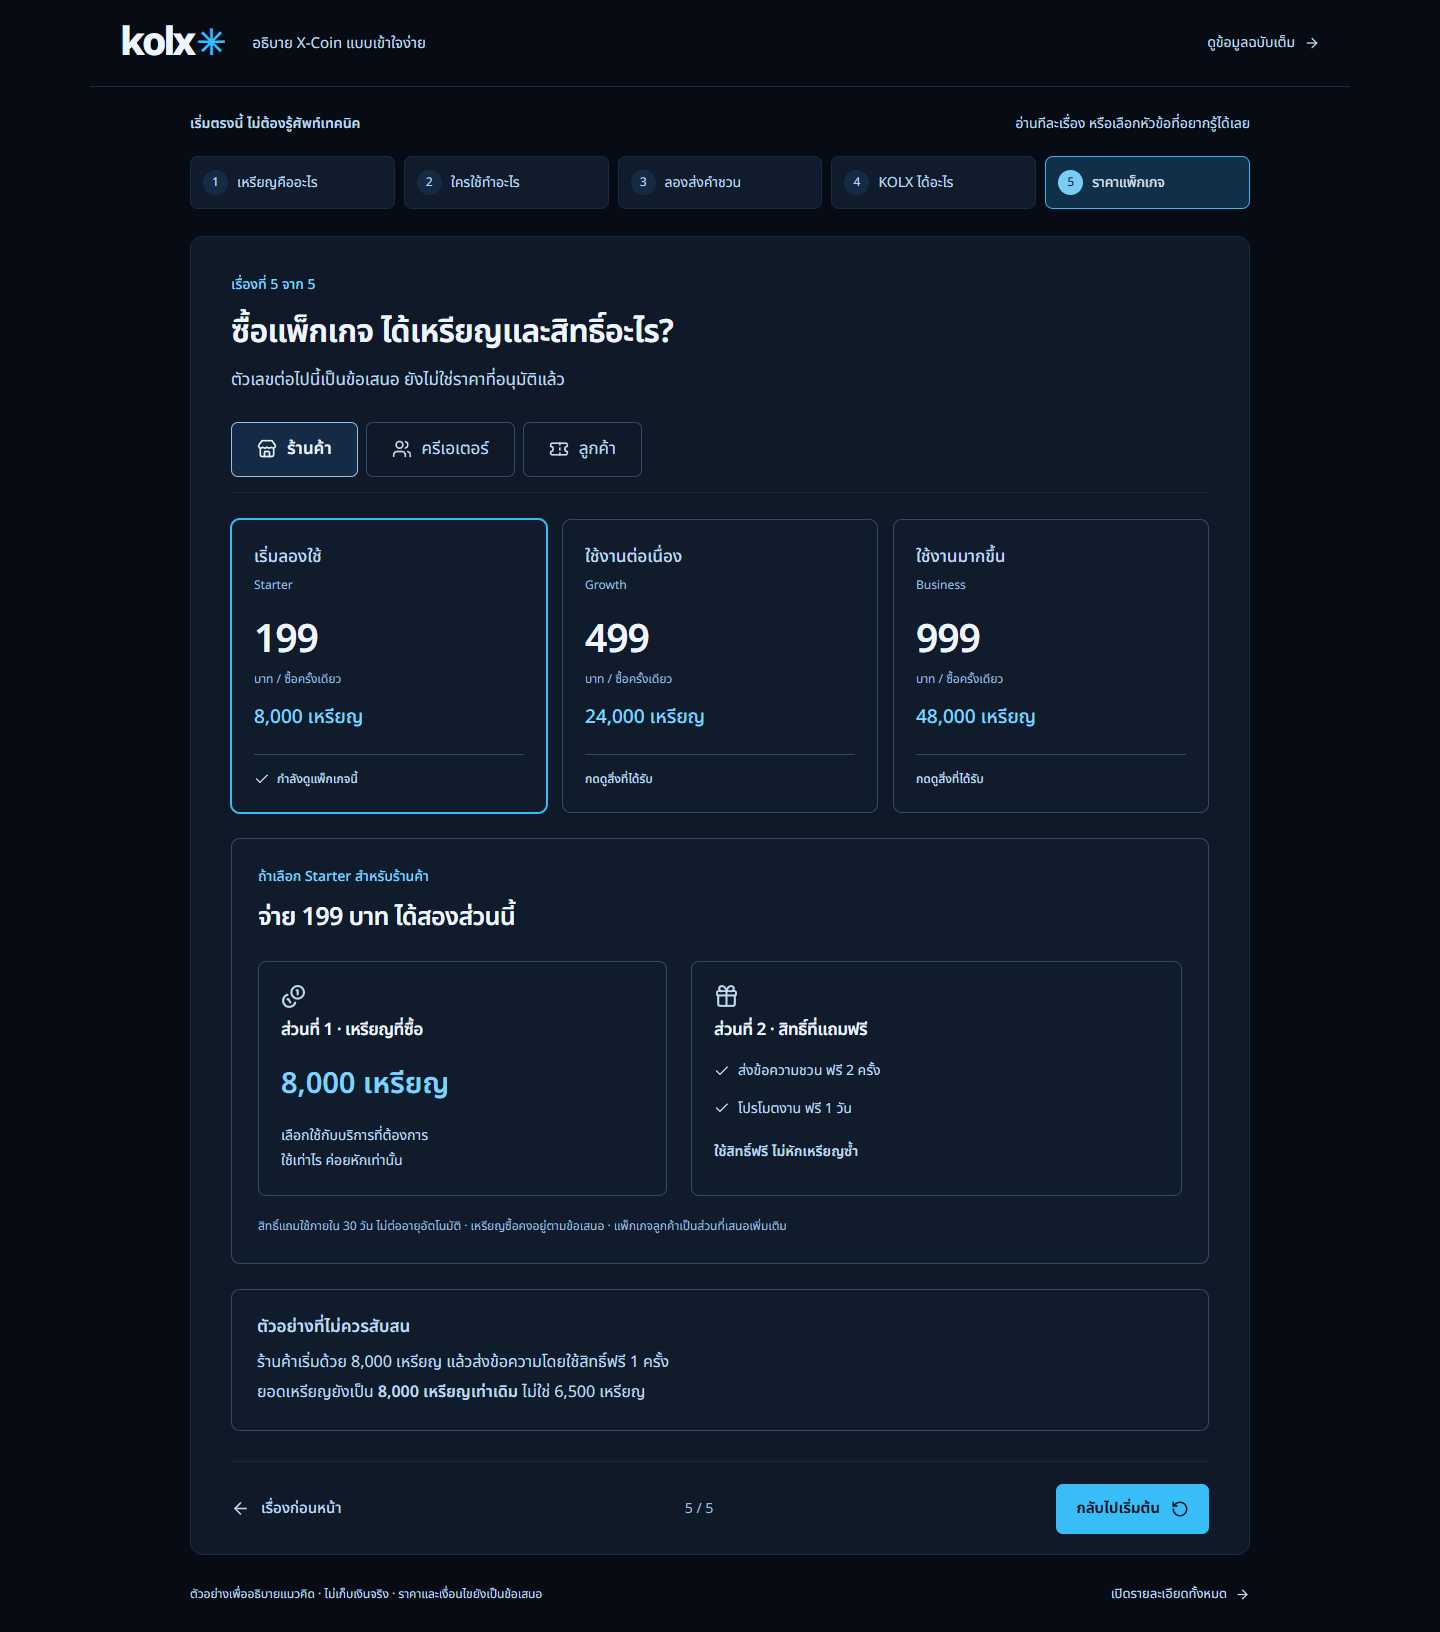 kolx
อธิบาย X-Coin แบบเข้าใจง่าย
ดูข้อมูลฉบับเต็ม
เริ่มตรงนี้ ไม่ต้องรู้ศัพท์เทคนิค
อ่านทีละเรื่อง หรือเลือกหัวข้อที่อยากรู้ได้เลย
1 เหรียญคืออะไร
2 ใครใช้ทำอะไร
3 ลองส่งคำชวน
4 KOLX ได้อะไร
5 ราคาแพ็กเกจ
เรื่องที่ 5 จาก 5
ซื้อแพ็กเกจ ได้เหรียญและสิทธิ์อะไร?
ตัวเลขต่อไปนี้เป็นข้อเสนอ ยังไม่ใช่ราคาที่อนุมัติแล้ว
ร้านค้า
ครีเอเตอร์
ลูกค้า
เริ่มลองใช้
Starter
199
บาท / ซื้อครั้งเดียว
8,000 เหรียญ
กำลังดูแพ็กเกจนี้
ใช้งานต่อเนื่อง
Growth
499
บาท / ซื้อครั้งเดียว
24,000 เหรียญ
กดดูสิ่งที่ได้รับ
ใช้งานมากขึ้น
Business
999
บาท / ซื้อครั้งเดียว
48,000 เหรียญ
กดดูสิ่งที่ได้รับ
ถ้าเลือก Starter สำหรับร้านค้า
จ่าย 199 บาท ได้สองส่วนนี้
ส่วนที่ 1 · เหรียญที่ซื้อ
8,000 เหรียญ
เลือกใช้กับบริการที่ต้องการ
ใช้เท่าไร ค่อยหักเท่านั้น
ส่วนที่ 2 · สิทธิ์ที่แถมฟรี
ส่งข้อความชวน ฟรี 2 ครั้ง
โปรโมตงาน ฟรี 1 วัน
ใช้สิทธิ์ฟรี ไม่หักเหรียญซ้ำ
สิทธิ์แถมใช้ภายใน 30 วัน ไม่ต่ออายุอัตโนมัติ · เหรียญซื้อคงอยู่ตามข้อเสนอ · แพ็กเกจลูกค้าเป็นส่วนที่เสนอเพิ่มเติม
ตัวอย่างที่ไม่ควรสับสน
ร้านค้าเริ่มด้วย 8,000 เหรียญ แล้วส่งข้อความโดยใช้สิทธิ์ฟรี 1 ครั้ง
ยอดเหรียญยังเป็น 8,000 เหรียญเท่าเดิม ไม่ใช่ 6,500 เหรียญ
เรื่องก่อนหน้า
5 / 5
กลับไปเริ่มต้น
ตัวอย่างเพื่ออธิบายแนวคิด · ไม่เก็บเงินจริง · ราคาและเงื่อนไขยังเป็นข้อเสนอ
เปิดรายละเอียดทั้งหมด